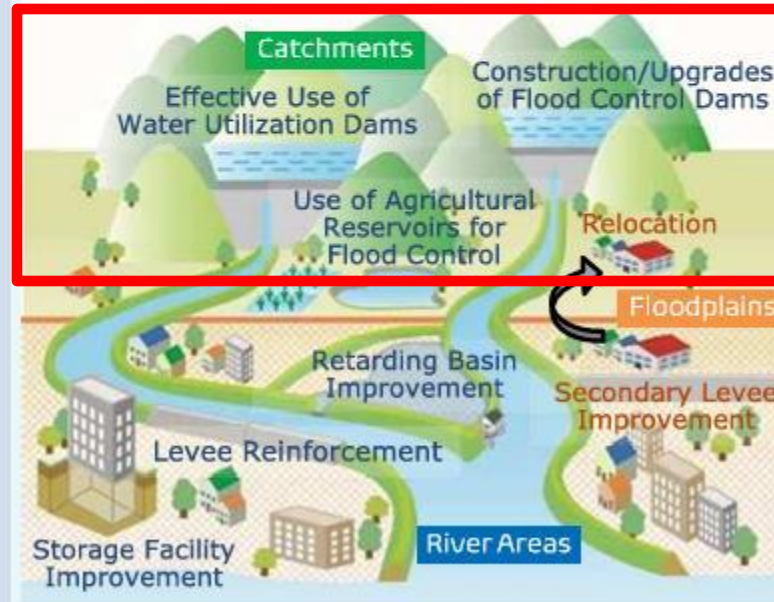 Catchments
Effective Use of
Water Utilization Dams
Construction/Upgrades
of Flood Control Dams
Use of Agricultural
Reservoirs for
Flood Control
Relocation
Floodplains
Retarding Basin
Improvement
Secondary Levee
Improvement
Levee Reinforcement
Storage Facility
Improvement
River Areas